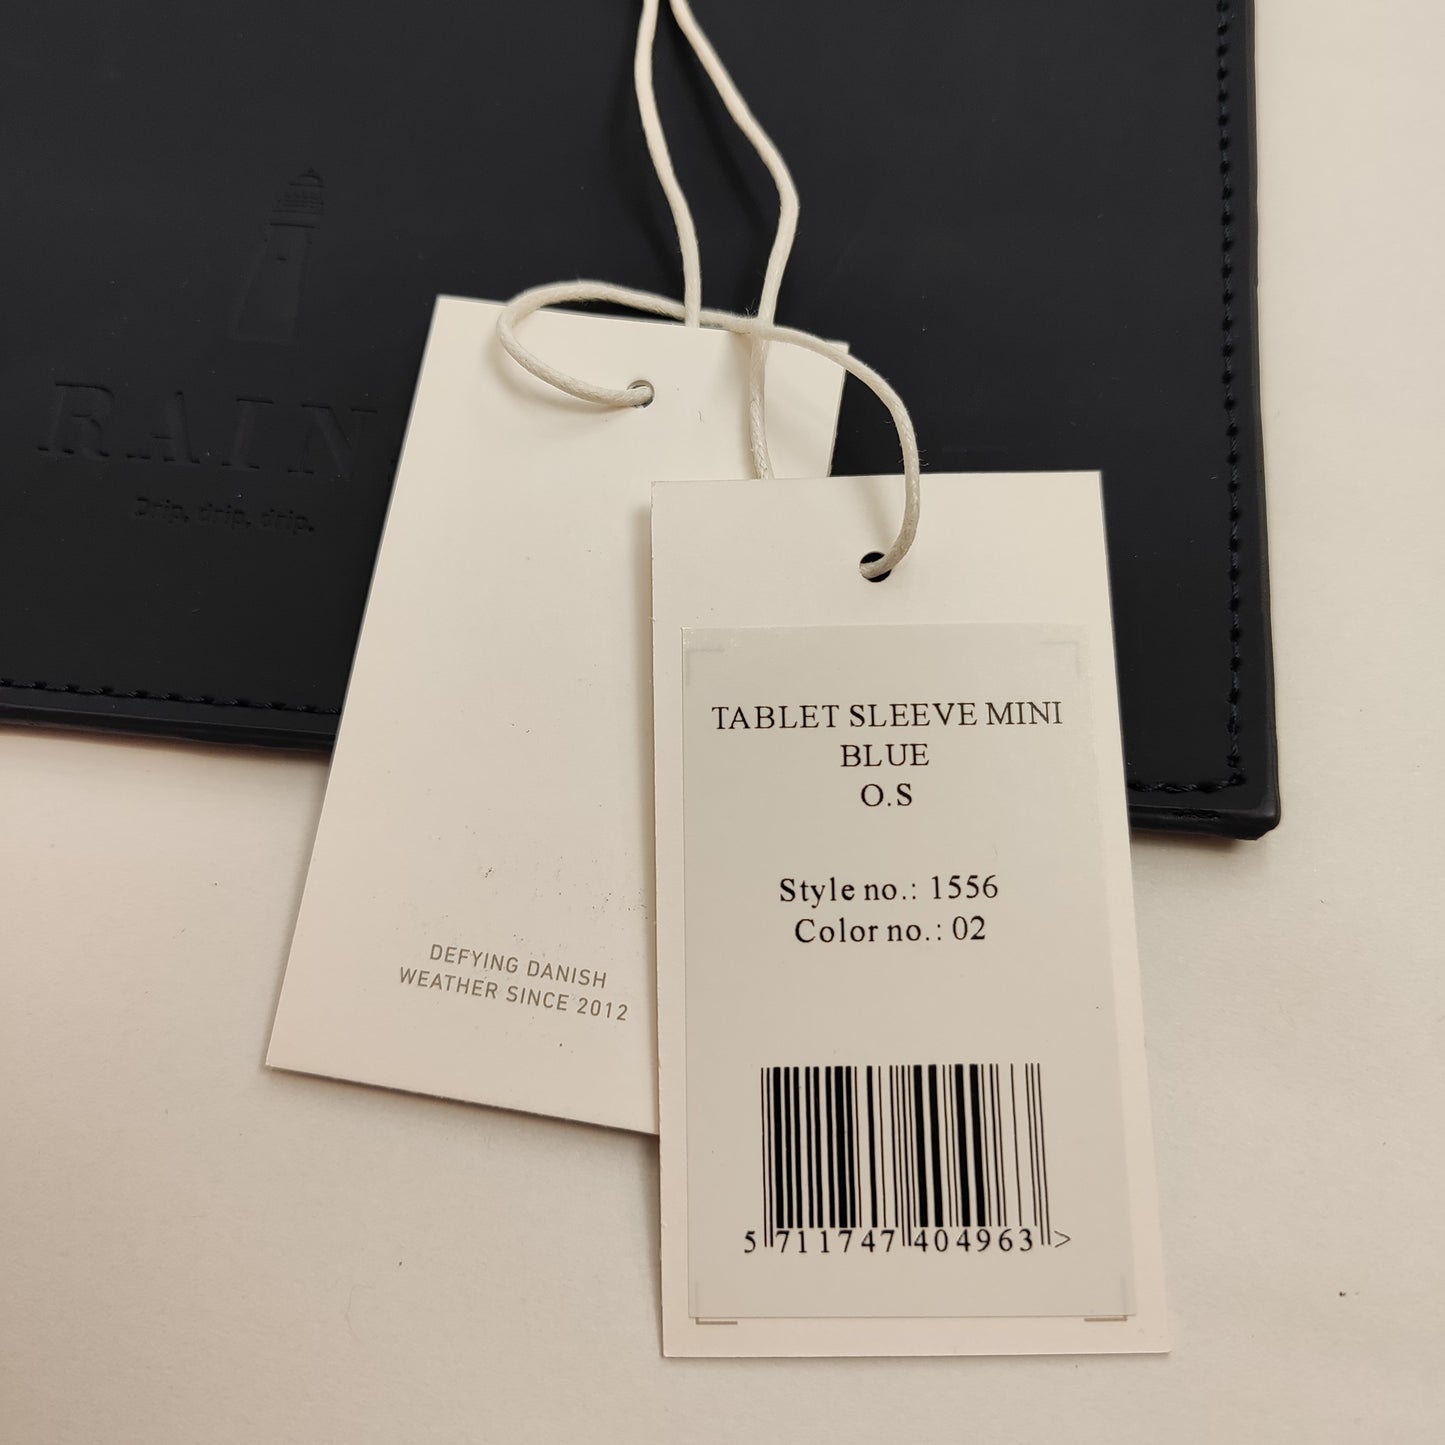 RAIN
Drip, drip, drip.
DEFYING DANISH
WEATHER SINCE 2012
TABLET SLEEVE MINI
BLUE
O.S
Style no.: 1556
Color no.: 02
5 711747 404963 >